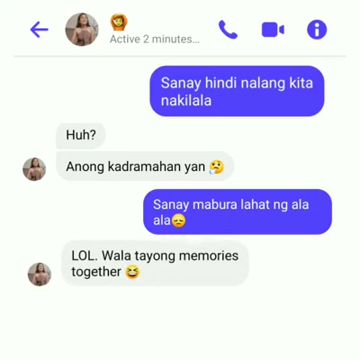 Active 2 minutes...
Sanay hindi nalang kita
nakilala
Huh?
Anong kadramahan yan 🤧
Sanay mabura lahat ng ala
ala😞
LOL. Wala tayong memories
together 😆